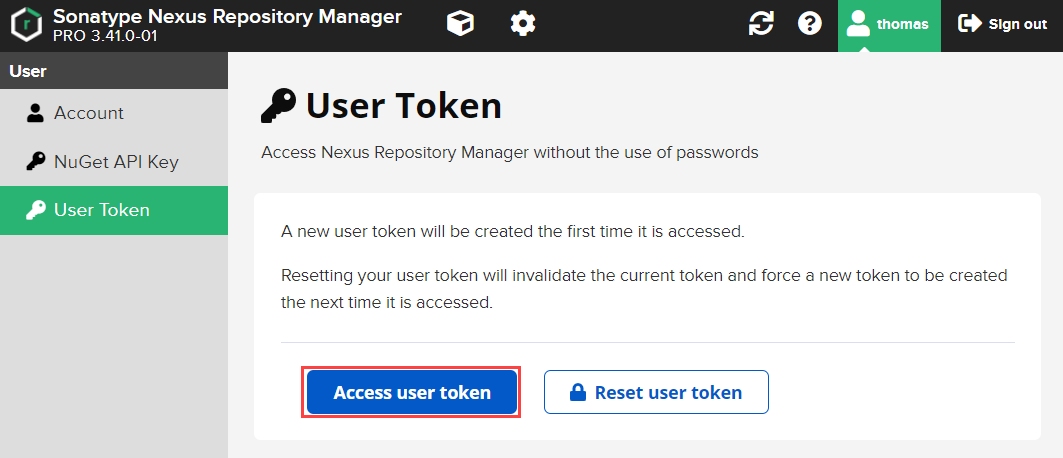 Sonatype Nexus Repository Manager
PRO 3.41.0-01
thomas
Sign out
User
Account
NuGet API Key
User Token
User Token
Access Nexus Repository Manager without the use of passwords
A new user token will be created the first time it is accessed.
Resetting your user token will invalidate the current token and force a new token to be created
the next time it is accessed.
Access user token
Reset user token